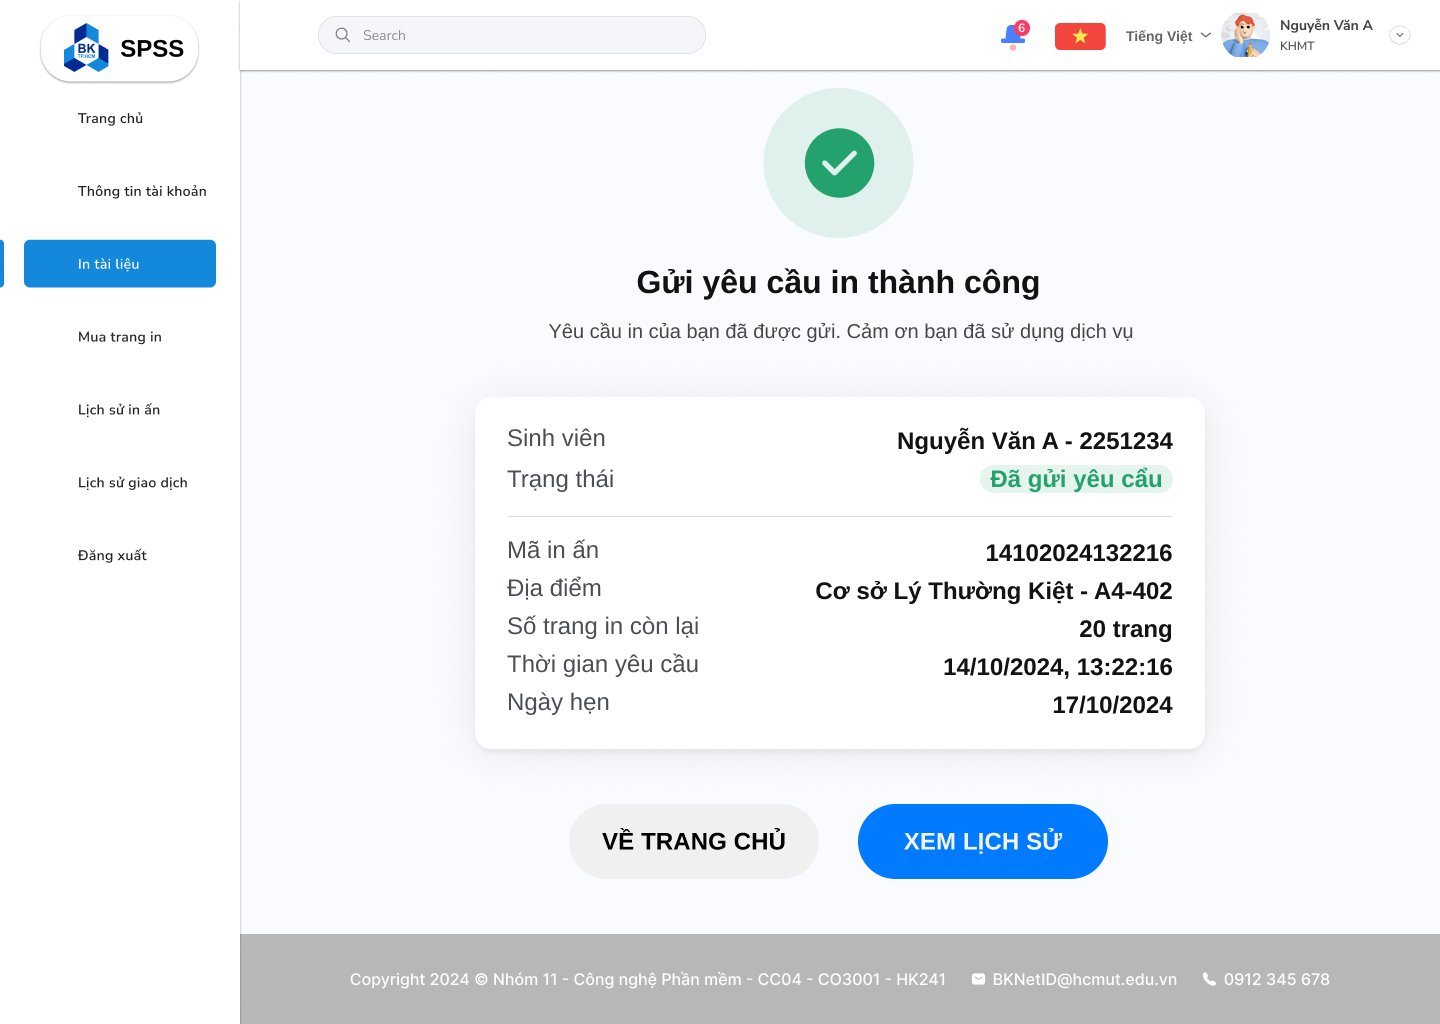 BK
TP.HCM
SPSS
Search
6
Tiếng Việt
Nguyễn Văn A
KHMT
Trang chủ
Thông tin tài khoản
In tài liệu
Mua trang in
Lịch sử in ấn
Lịch sử giao dịch
Đăng xuất
Gửi yêu cầu in thành công
Yêu cầu in của bạn đã được gửi. Cảm ơn bạn đã sử dụng dịch vụ
Sinh viên Nguyễn Văn A - 2251234
Trạng thái Đã gửi yêu cẩu
Mã in ấn 14102024132216
Địa điểm Cơ sở Lý Thường Kiệt - A4-402
Số trang in còn lại 20 trang
Thời gian yêu cầu 14/10/2024, 13:22:16
Ngày hẹn 17/10/2024
VỀ TRANG CHỦ XEM LỊCH SỬ
Copyright 2024 © Nhóm 11 - Công nghệ Phần mềm - CC04 - CO3001 - HK241 BKNetID@hcmut.edu.vn 0912 345 678